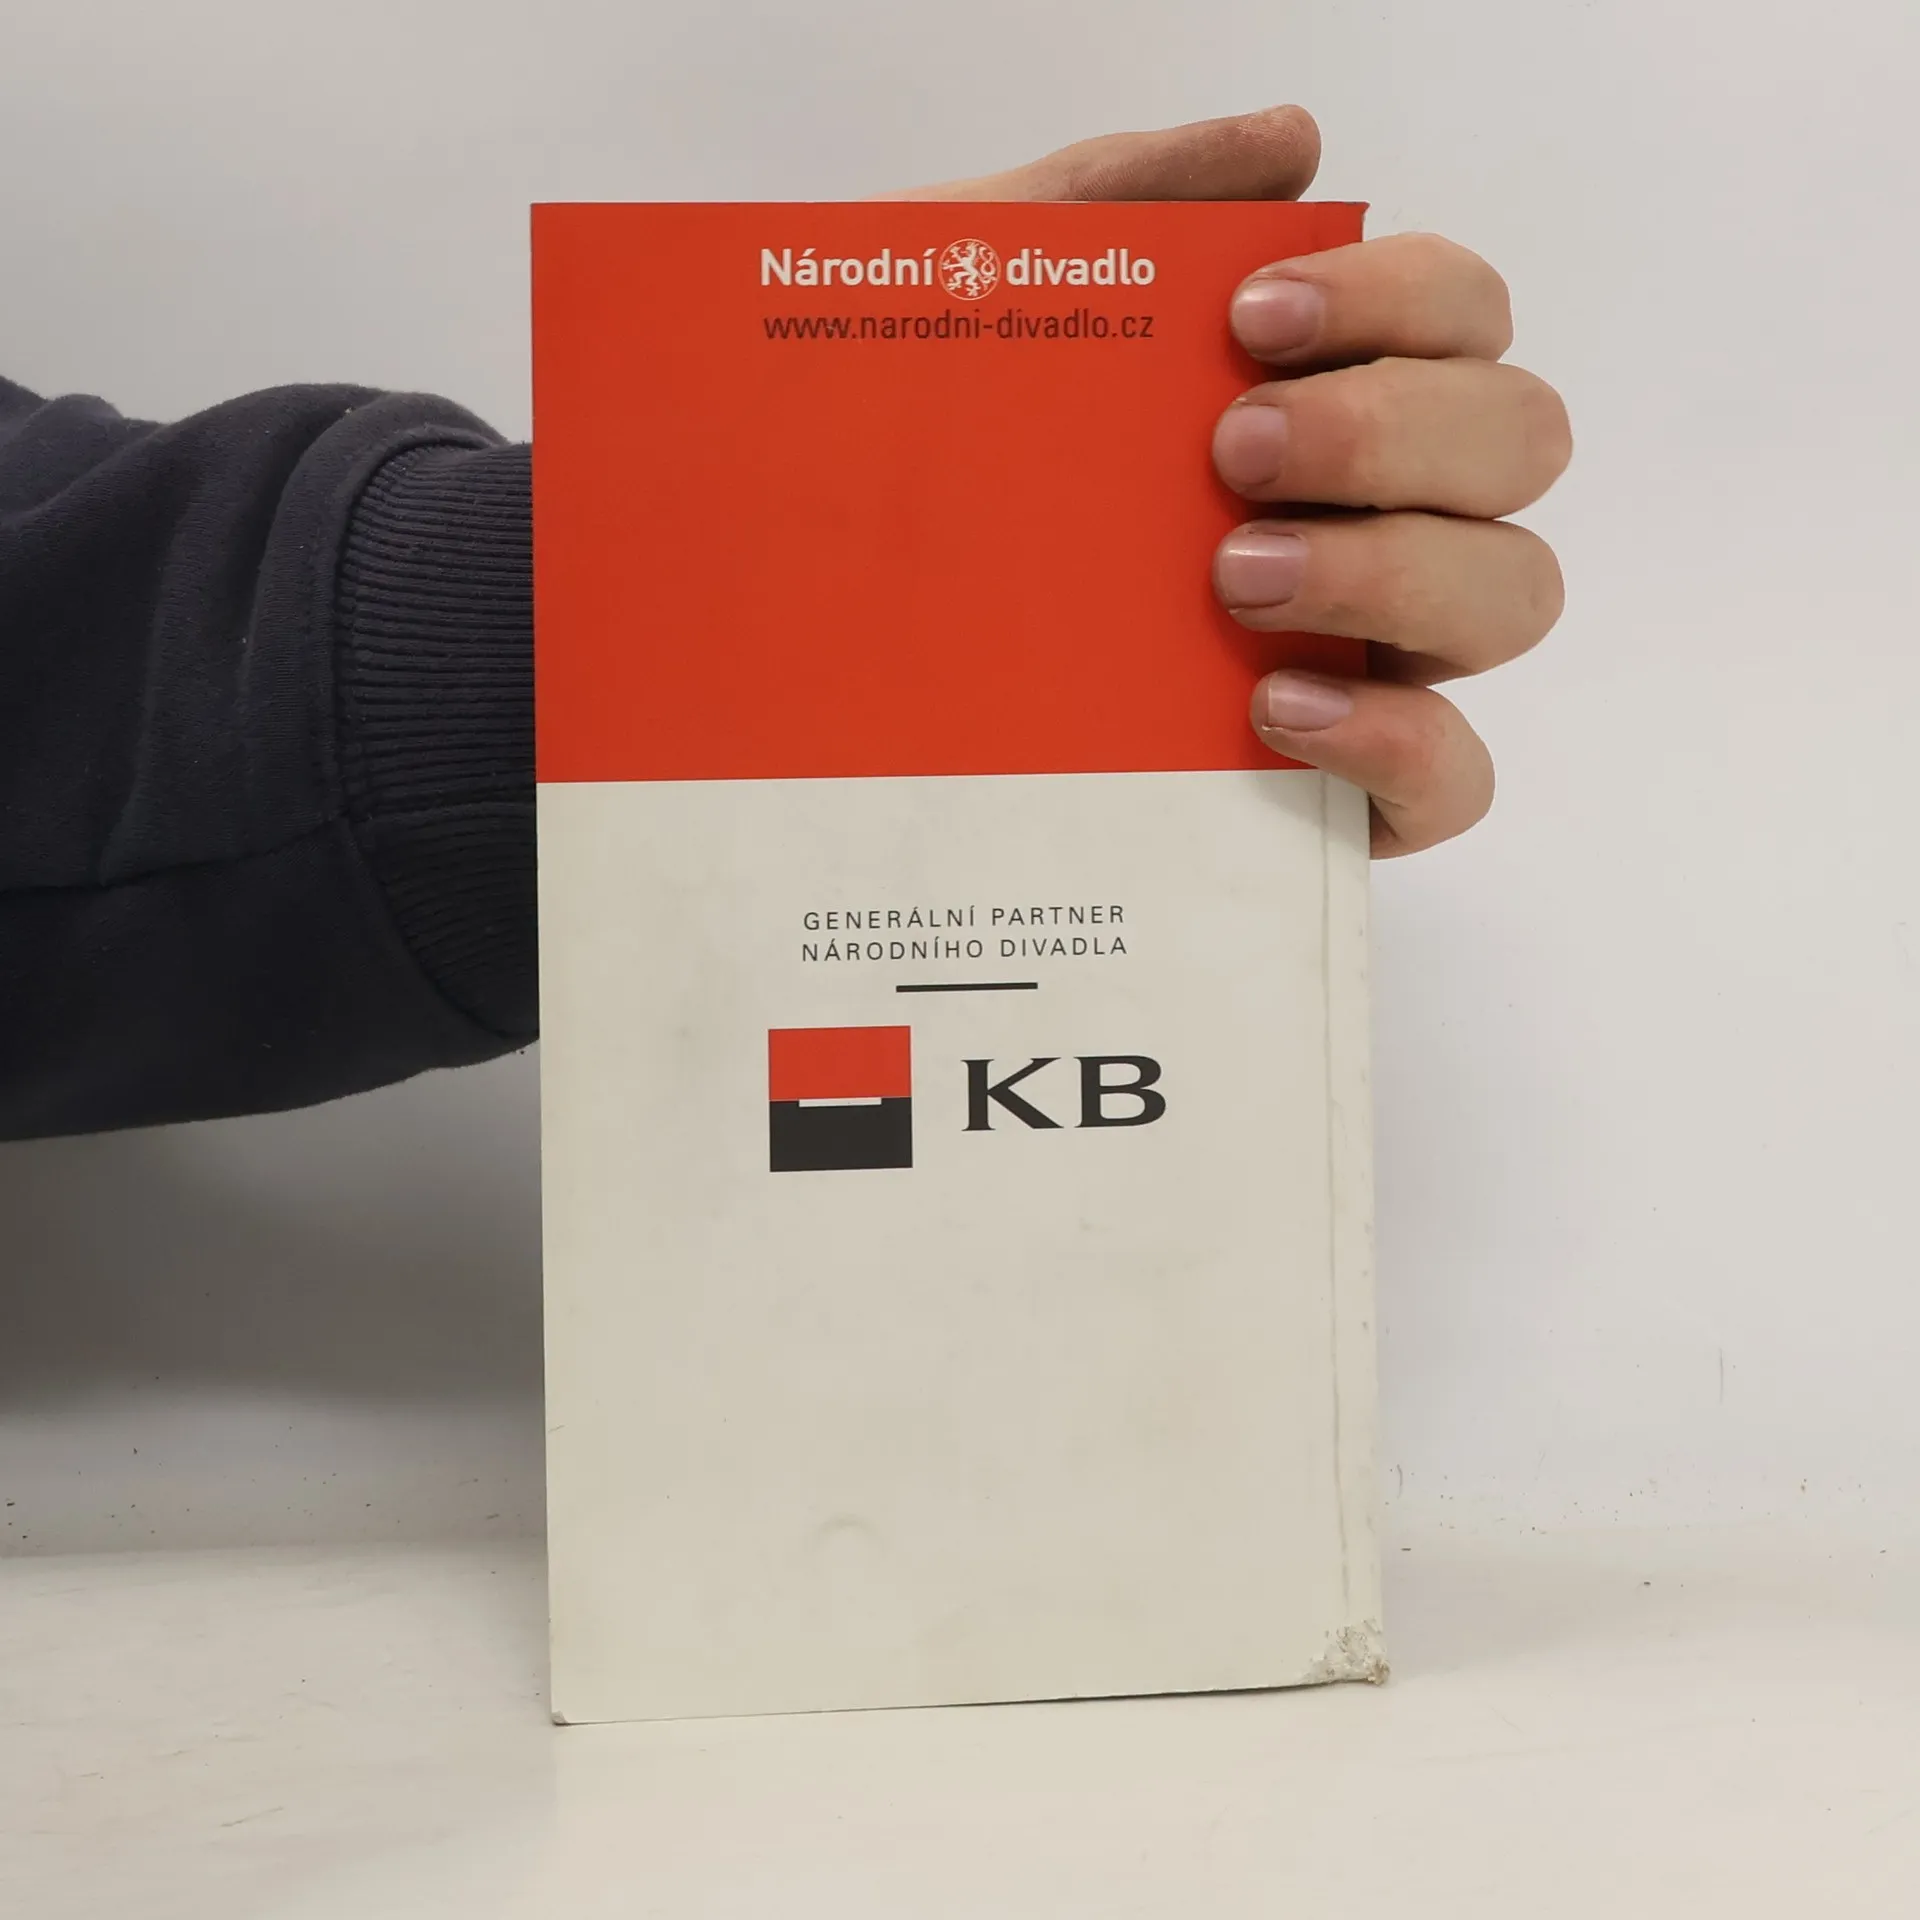 Národní divadlo
www.narodni-divadlo.cz
GENERÁLNÍ PARTNER
NÁRODNÍHO DIVADLA
KB